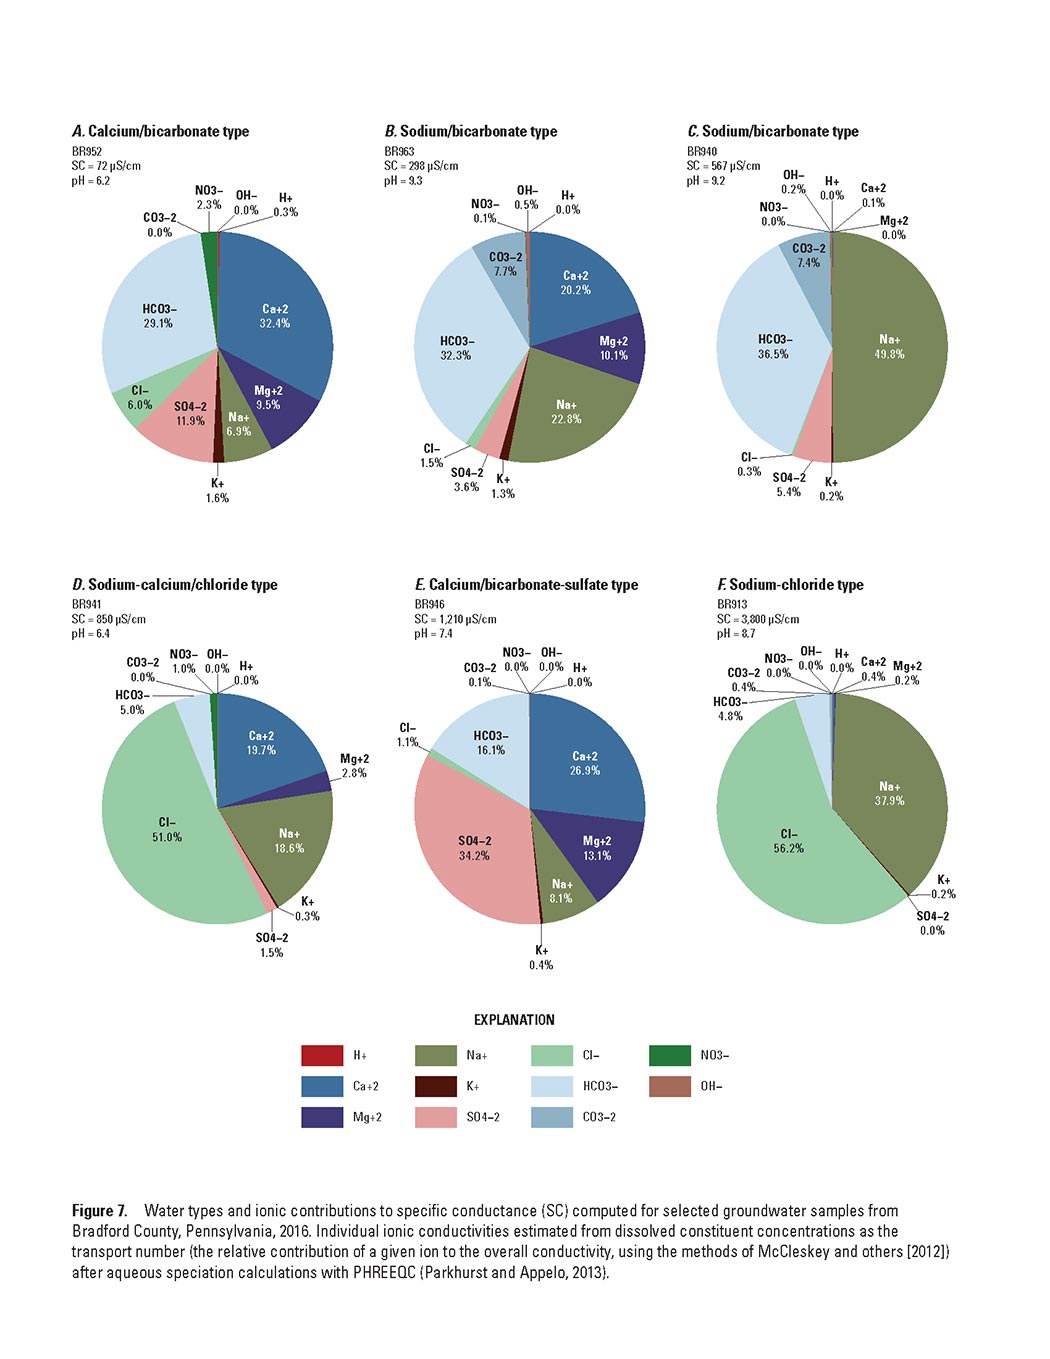 A. Calcium/bicarbonate type
BR952
SC = 72 µS/cm
pH = 6.2
NO3–
2.3%
OH–
0.0%
H+
0.3%
CO3–2
0.0%
HCO3–
29.1%
Ca+2
32.4%
Cl–
6.0%
SO4–2
11.9%
Na+
6.9%
Mg+2
9.5%
K+
1.6%
B. Sodium/bicarbonate type
BR963
SC = 298 µS/cm
pH = 9.3
NO3–
0.1%
OH–
0.5%
H+
0.0%
CO3–2
7.7%
Ca+2
20.2%
HCO3–
32.3%
Mg+2
10.1%
Na+
22.8%
Cl–
1.5%
SO4–2
3.6%
K+
1.3%
C. Sodium/bicarbonate type
BR940
SC = 567 µS/cm
pH = 9.2
OH–
0.2%
H+
0.0%
Ca+2
0.1%
NO3–
0.0%
Mg+2
0.0%
CO3–2
7.4%
HCO3–
36.5%
Na+
49.8%
Cl–
0.3%
SO4–2
5.4%
K+
0.2%
D. Sodium-calcium/chloride type
BR941
SC = 850 µS/cm
pH = 6.4
CO3–2
0.0%
NO3–
1.0%
OH–
0.0%
H+
0.0%
HCO3–
5.0%
Ca+2
19.7%
Mg+2
2.8%
Cl–
51.0%
Na+
18.6%
K+
0.3%
SO4–2
1.5%
E. Calcium/bicarbonate-sulfate type
BR946
SC = 1,210 µS/cm
pH = 7.4
CO3–2
0.1%
NO3–
0.0%
OH–
0.0%
H+
0.0%
Cl–
1.1%
HCO3–
16.1%
Ca+2
26.9%
SO4–2
34.2%
Mg+2
13.1%
Na+
8.1%
K+
0.4%
F. Sodium-chloride type
BR913
SC = 3,800 µS/cm
pH = 8.7
CO3–2
0.4%
NO3–
0.0%
OH–
0.0%
H+
0.0%
Ca+2
0.4%
Mg+2
0.2%
HCO3–
4.8%
Na+
37.9%
Cl–
56.2%
K+
0.2%
SO4–2
0.0%
EXPLANATION
H+
Na+
Cl–
NO3–
Ca+2
K+
HCO3–
OH–
Mg+2
SO4–2
CO3–2
Figure 7. Water types and ionic contributions to specific conductance (SC) computed for selected groundwater samples from
Bradford County, Pennsylvania, 2016. Individual ionic conductivities estimated from dissolved constituent concentrations as the
transport number (the relative contribution of a given ion to the overall conductivity, using the methods of McCleskey and others [2012])
after aqueous speciation calculations with PHREEQC (Parkhurst and Appelo, 2013).